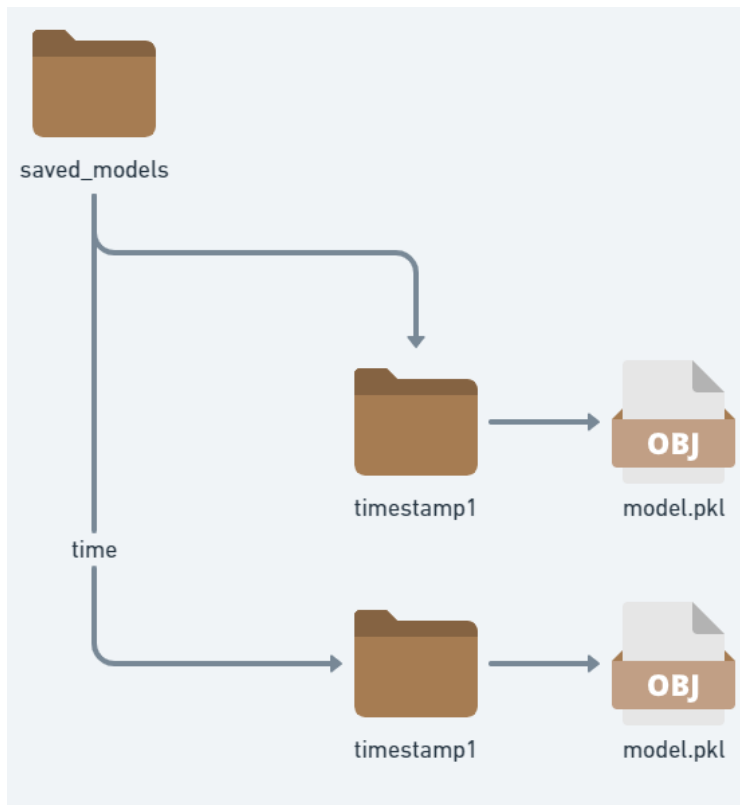 saved_models
OBJ
timestamp1
model.pkl
time
OBJ
timestamp1
model.pkl